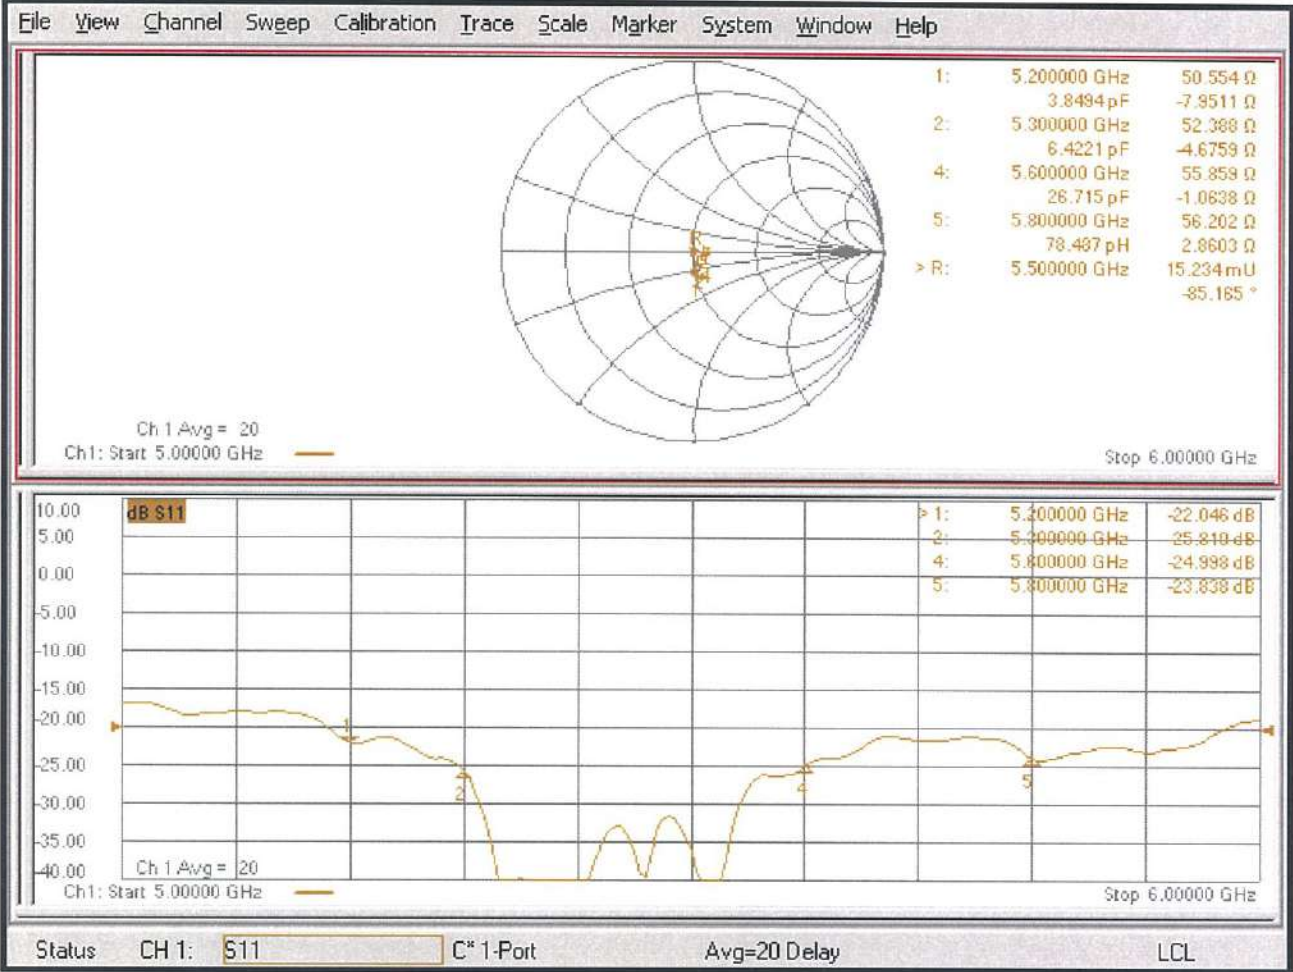 File View Channel Sweep Calibration Trace Scale Marker System Window Help
1: 5.200000 GHz 50.554 Ω
3.8494 pF -7.9511 Ω
2: 5.300000 GHz 52.388 Ω
6.4221 pF -4.6759 Ω
4: 5.600000 GHz 55.859 Ω
26.715 pF -1.0638 Ω
5: 5.800000 GHz 56.202 Ω
78.487 pH 2.8603 Ω
> R: 5.500000 GHz 15.234 mU
-85.165 °
Ch 1 Avg = 20
Ch1: Start 5.00000 GHz
Stop 6.00000 GHz
10.00
5.00
0.00
-5.00
-10.00
-15.00
-20.00
-25.00
-30.00
-35.00
-40.00
dB S11
> 1: 5.200000 GHz -22.046 dB
2: 5.300000 GHz -25.810 dB
4: 5.600000 GHz -24.998 dB
5: 5.800000 GHz -23.838 dB
1
2
4
5
Ch 1 Avg = 20
Ch1: Start 5.00000 GHz
Stop 6.00000 GHz
Status CH 1: S11 C* 1-Port Avg=20 Delay LCL